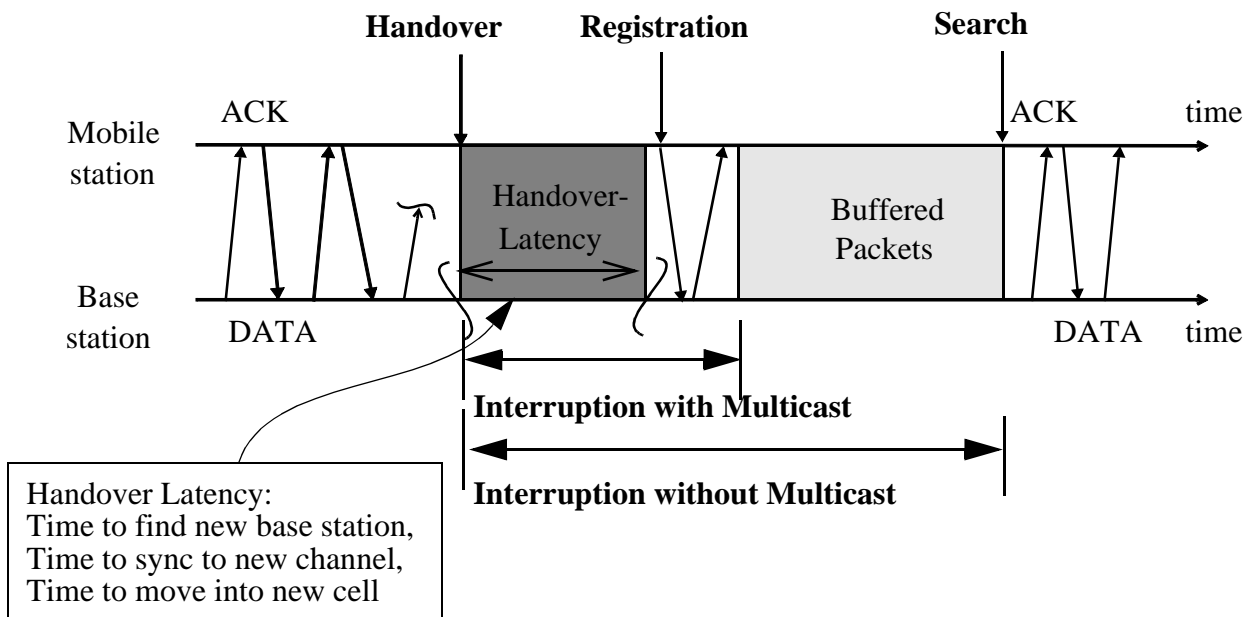 Handover Registration Search
ACK ACK time
Mobile
station
Handover-
Latency
Buffered
Packets
Base
station
DATA DATA time
Interruption with Multicast
Interruption without Multicast
Handover Latency:
Time to find new base station,
Time to sync to new channel,
Time to move into new cell